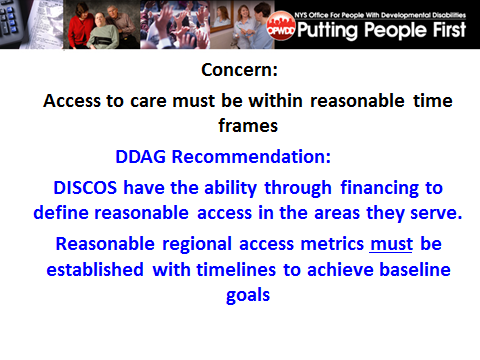 NYS Office For People With Developmental Disabilities
OPWDD
Putting People First
Concern:
Access to care must be within reasonable time
frames
DDAG Recommendation:
DISCOS have the ability through financing to
define reasonable access in the areas they serve.
Reasonable regional access metrics must be
established with timelines to achieve baseline
goals